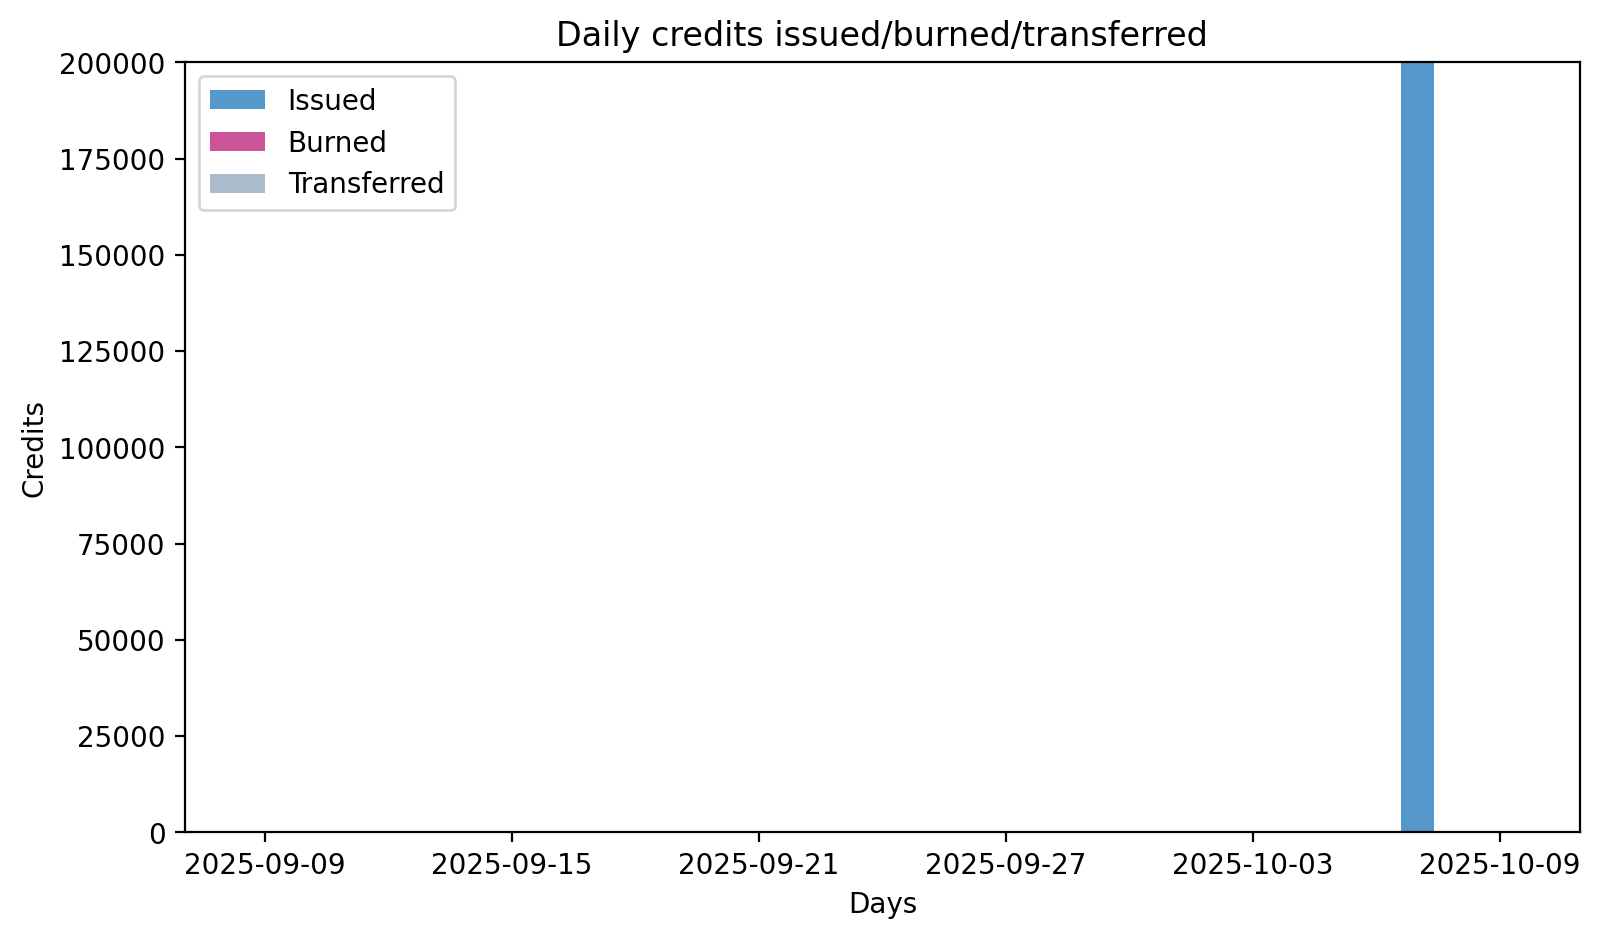 Daily credits issued/burned/transferred
200000
175000
150000
125000
100000
75000
50000
25000
0
Credits
Issued
Burned
Transferred
2025-09-09
2025-09-15
2025-09-21
2025-09-27
2025-10-03
2025-10-09
Days